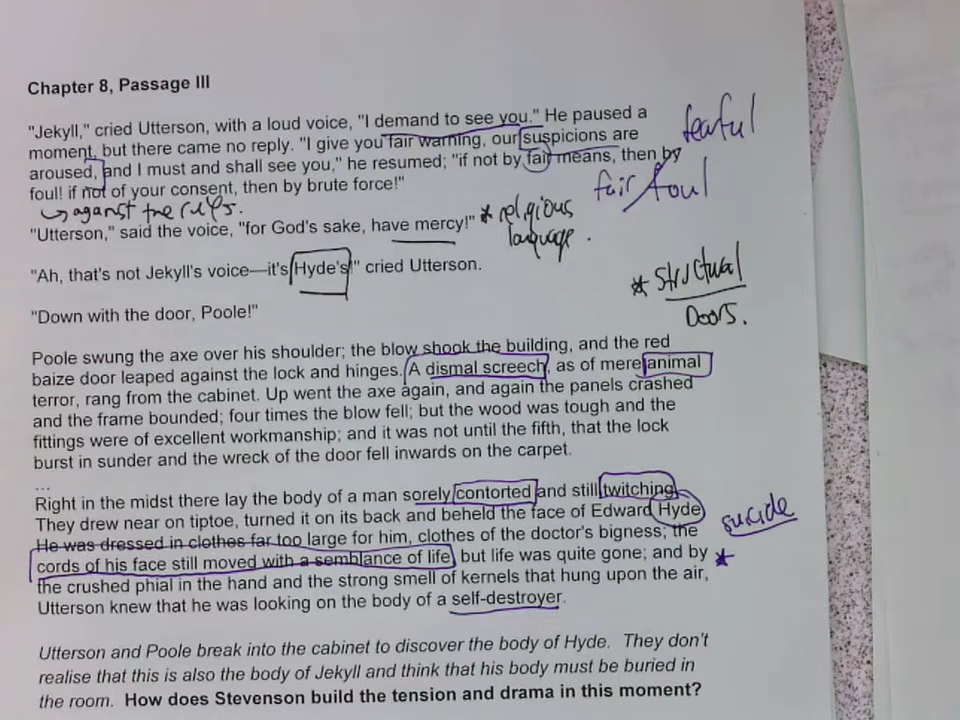 Chapter 8, Passage III
"Jekyll," cried Utterson, with a loud voice, "I demand to see you." He paused a
moment, but there came no reply. "I give you fair warning, our suspicions are
fearful
aroused, and I must and shall see you," he resumed; "if not by fair means, then by
foul! if not of your consent, then by brute force!"
fair/foul
↳ against the rules.
"Utterson," said the voice, "for God's sake, have mercy!"
* religious
language.
"Ah, that's not Jekyll's voice—it's Hyde's!" cried Utterson.
* Structural
Doors.
"Down with the door, Poole!"
Poole swung the axe over his shoulder; the blow shook the building, and the red
baize door leaped against the lock and hinges. A dismal screech, as of mere animal
terror, rang from the cabinet. Up went the axe again, and again the panels crashed
and the frame bounded; four times the blow fell; but the wood was tough and the
fittings were of excellent workmanship; and it was not until the fifth, that the lock
burst in sunder and the wreck of the door fell inwards on the carpet.
...
Right in the midst there lay the body of a man sorely contorted and still twitching.
They drew near on tiptoe, turned it on its back and beheld the face of Edward Hyde
suicide
He was dressed in clothes far too large for him, clothes of the doctor's bigness; the
cords of his face still moved with a semblance of life, but life was quite gone; and by
*
the crushed phial in the hand and the strong smell of kernels that hung upon the air,
Utterson knew that he was looking on the body of a self-destroyer.
Utterson and Poole break into the cabinet to discover the body of Hyde. They don't
realise that this is also the body of Jekyll and think that his body must be buried in
the room. How does Stevenson build the tension and drama in this moment?